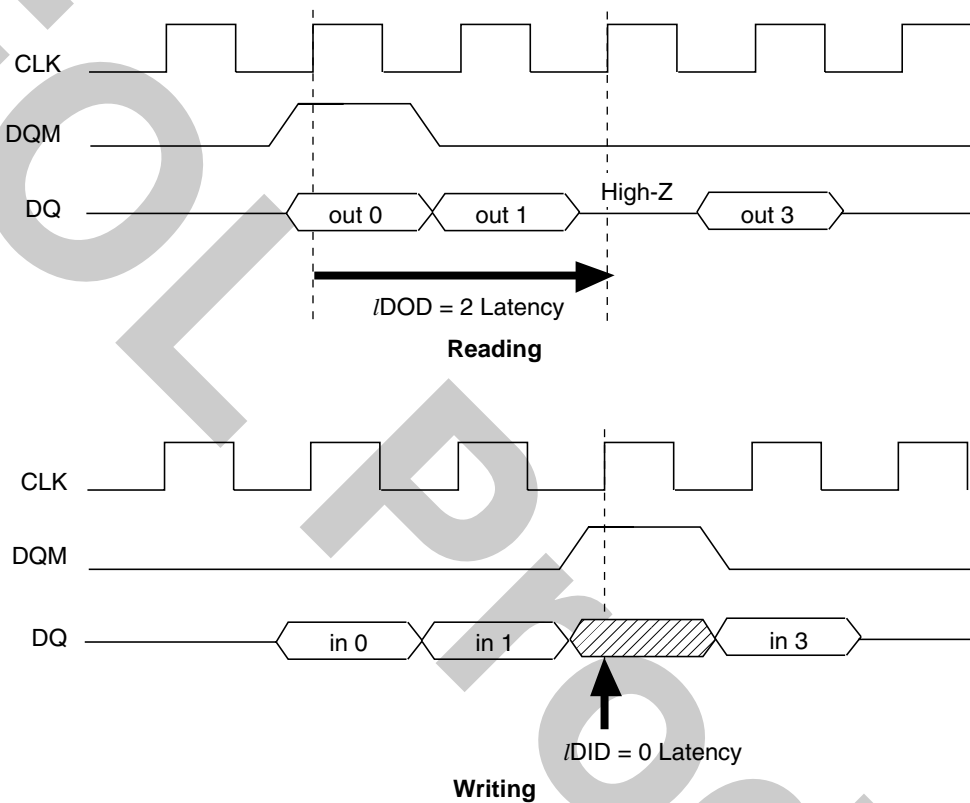 CLK
DQM
DQ
out 0
out 1
High-Z
out 3
lDOD = 2 Latency
Reading
CLK
DQM
DQ
in 0
in 1
in 3
lDID = 0 Latency
Writing
L Pro